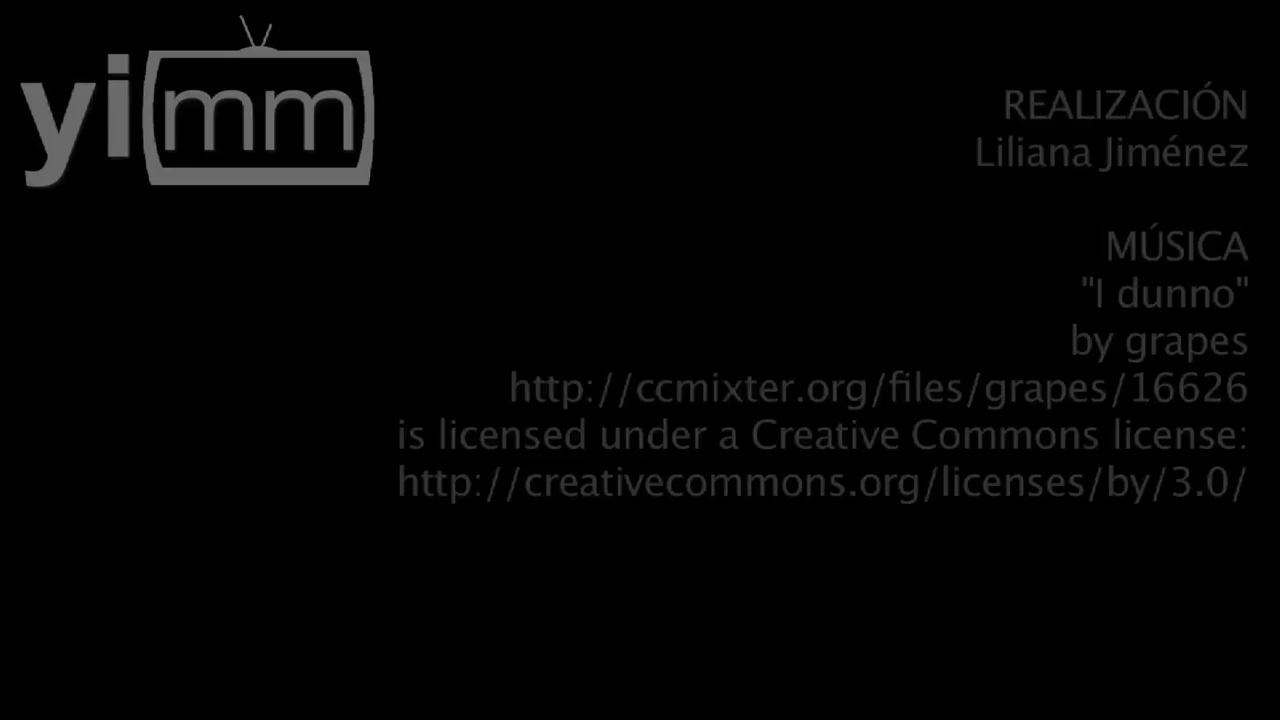 yimm
REALIZACIÓN
Liliana Jiménez
MÚSICA
"I dunno"
by grapes
http://ccmixter.org/files/grapes/16626
is licensed under a Creative Commons license:
http://creativecommons.org/licenses/by/3.0/